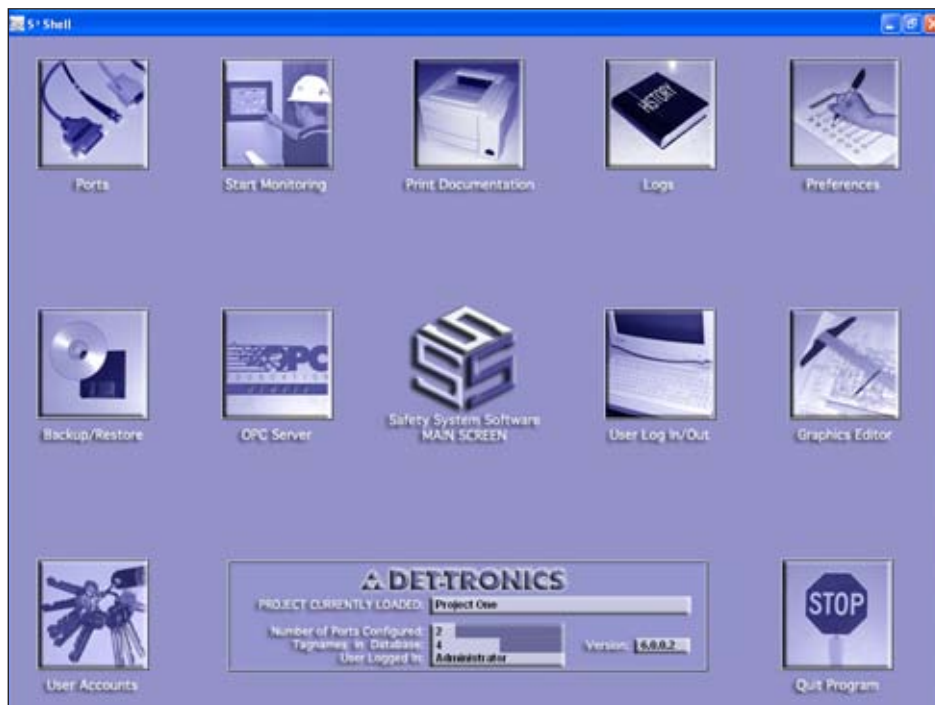 S³ Shell
HISTORY
Ports
Start Monitoring
Print Documentation
Logs
Preferences
OPC
FOUNDATION
Backup/Restore
OPC Server
Safety System Software
MAIN SCREEN
User Log In/Out
Graphics Editor
DET-TRONICS
PROJECT CURRENTLY LOADED: Project One
Number of Ports Configured: 2
Tagnames in Database: 4
User Logged In: Administrator
Version: 6.0.0.2
STOP
User Accounts
Quit Program